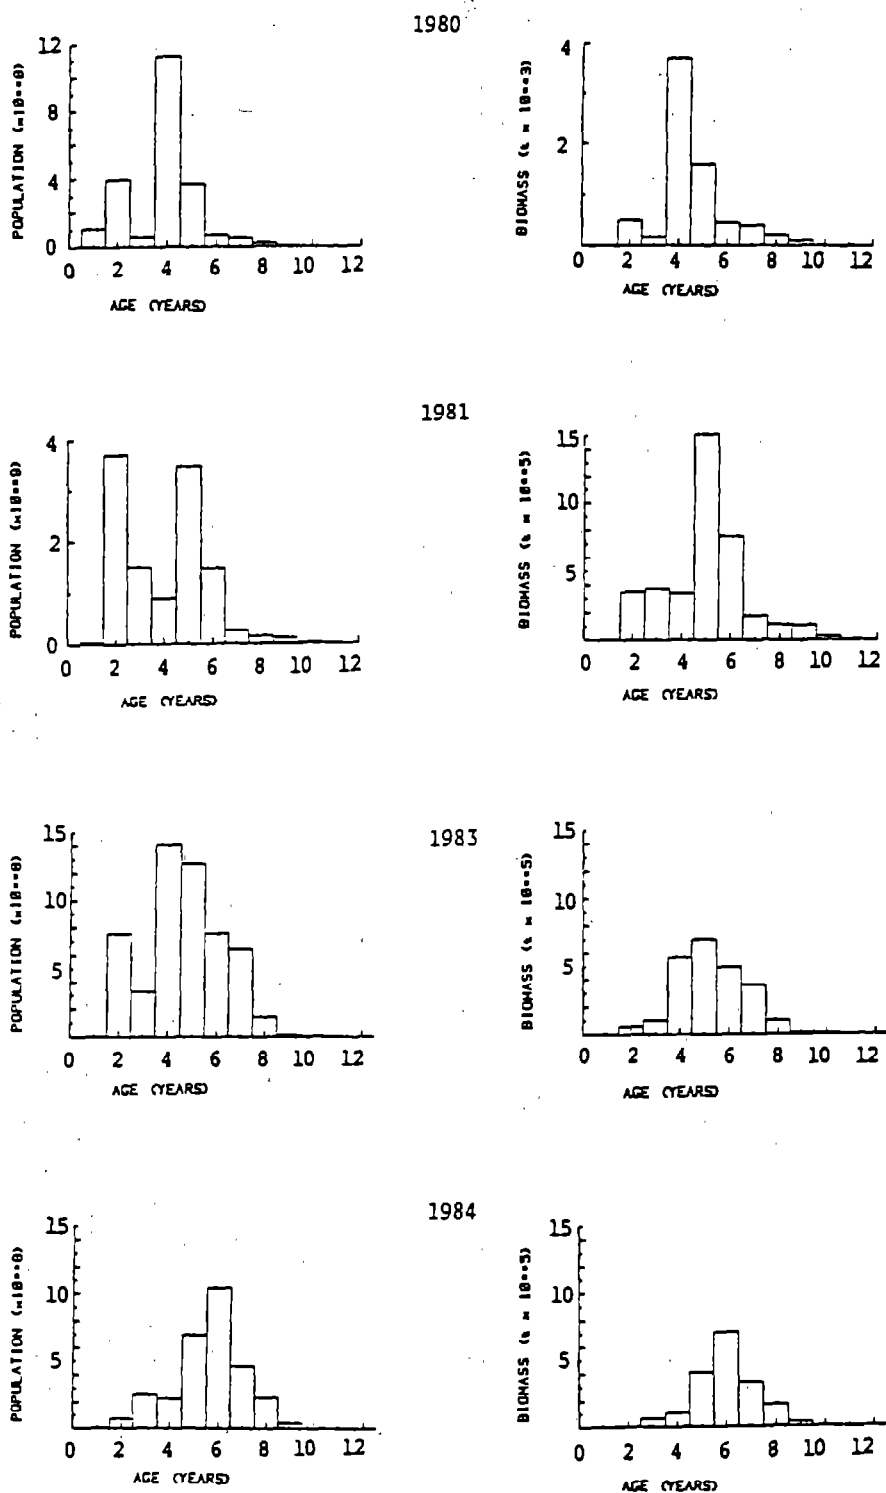 1980
12
8
4
0
POPULATION (x10**8)
0 2 4 6 8 10 12
AGE (YEARS)
4
2
BIOMASS (t x 10**3)
0 2 4 6 8 10 12
AGE (YEARS)
1981
4
2
0
POPULATION (x10**9)
0 2 4 6 8 10 12
AGE (YEARS)
15
10
5
BIOMASS (t x 10**5)
0 2 4 6 8 10 12
AGE (YEARS)
1983
15
10
5
POPULATION (x10**8)
0 2 4 6 8 10 12
AGE (YEARS)
15
10
5
BIOMASS (t x 10**5)
0 2 4 6 8 10 12
AGE (YEARS)
1984
15
10
5
POPULATION (x10**8)
0 2 4 6 8 10 12
AGE (YEARS)
15
10
5
BIOMASS (t x 10**5)
0 2 4 6 8 10 12
AGE (YEARS)